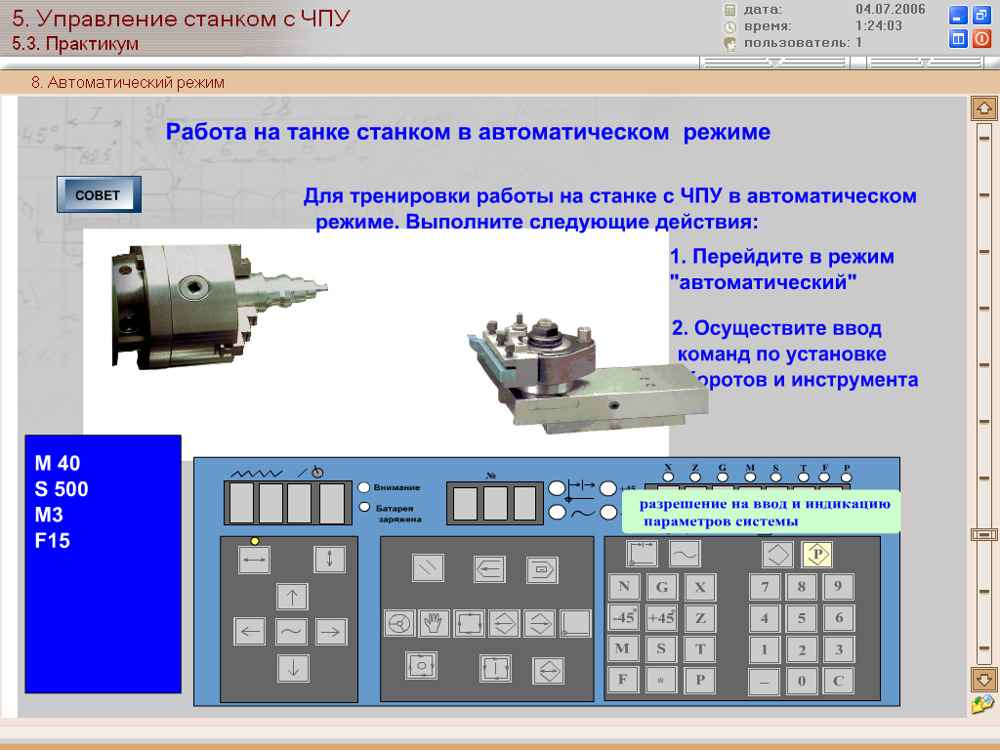 5. Управление станком с ЧПУ
5.3. Практикум
дата: 04.07.2006
время: 1:24:03
пользователь: 1
8. Автоматический режим
Работа на танке станком в автоматическом режиме
СОВЕТ
Для тренировки работы на станке с ЧПУ в автоматическом
режиме. Выполните следующие действия:
1. Перейдите в режим
"автоматический"
2. Осуществите ввод
команд по установке
боротов и инструмента
M 40
S 500
M3
F15
Внимание
Батарея
заряжена
№
+45
X Z G M S T F P
разрешение на ввод и индикацию
параметров системы
P
N G X 7 8 9
-45° +45° Z 4 5 6
M S T 1 2 3
F * P – 0 C